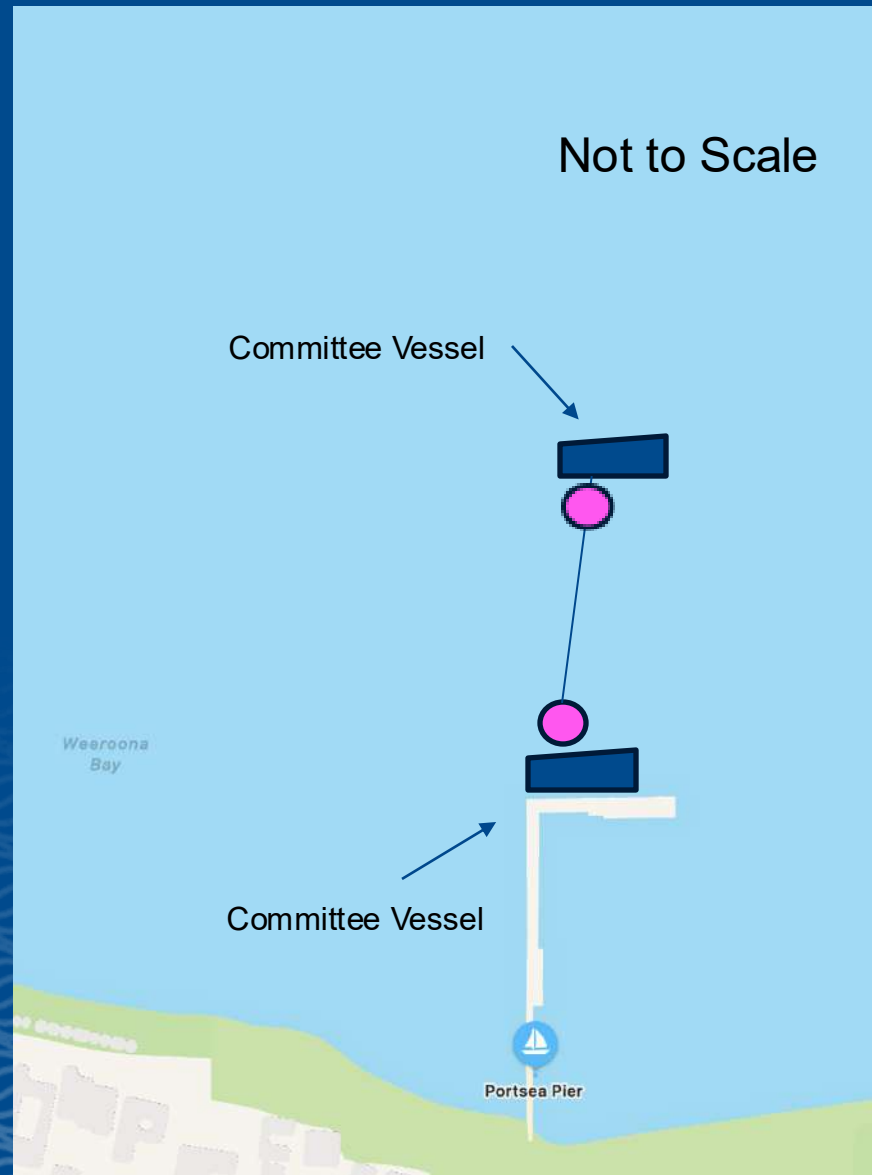 Not to Scale
Committee Vessel
Weeroona
Bay
Committee Vessel
Portsea Pier